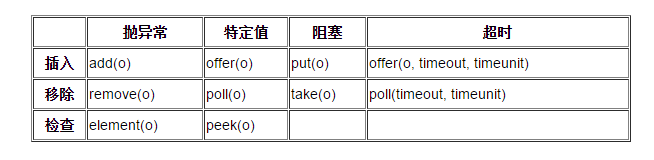 抛异常 特定值 阻塞 超时
插入 add(o) offer(o) put(o) offer(o, timeout, timeunit)
移除 remove(o) poll(o) take(o) poll(timeout, timeunit)
检查 element(o) peek(o)